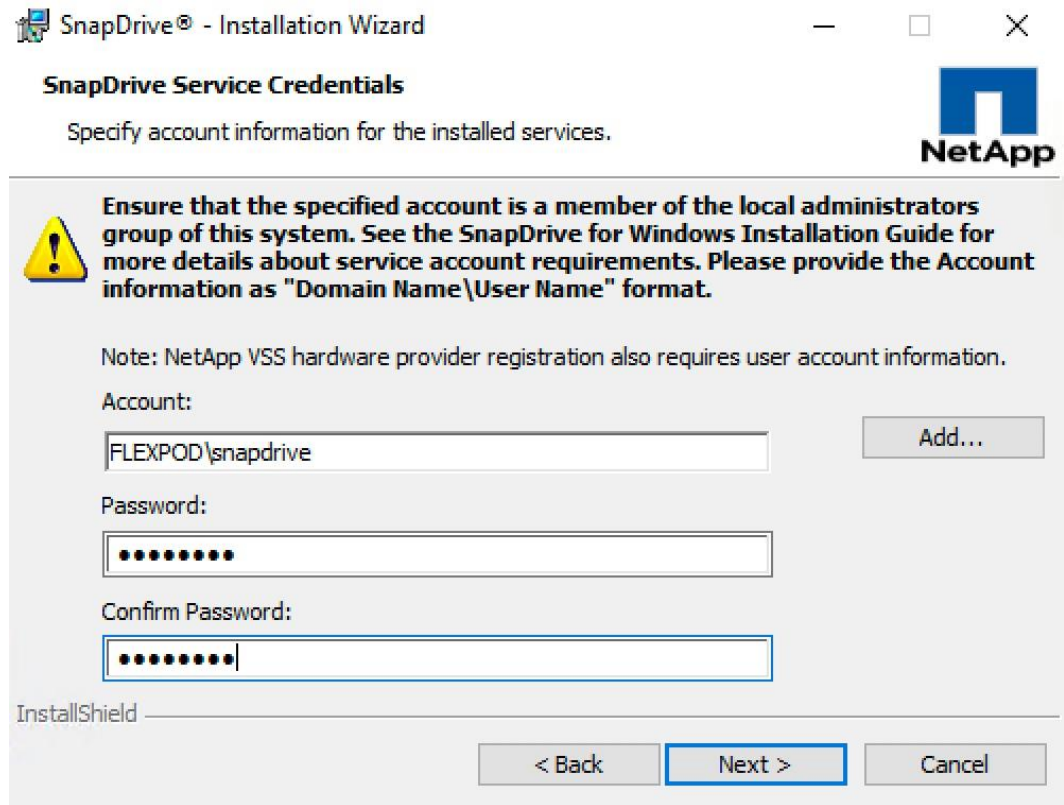 SnapDrive® - Installation Wizard
SnapDrive Service Credentials
Specify account information for the installed services.
NetApp
Ensure that the specified account is a member of the local administrators
group of this system. See the SnapDrive for Windows Installation Guide for
more details about service account requirements. Please provide the Account
information as "Domain Name\User Name" format.
Note: NetApp VSS hardware provider registration also requires user account information.
Account:
FLEXPOD\snapdrive
Add...
Password:
●●●●●●●●
Confirm Password:
●●●●●●●●
InstallShield
< Back
Next >
Cancel